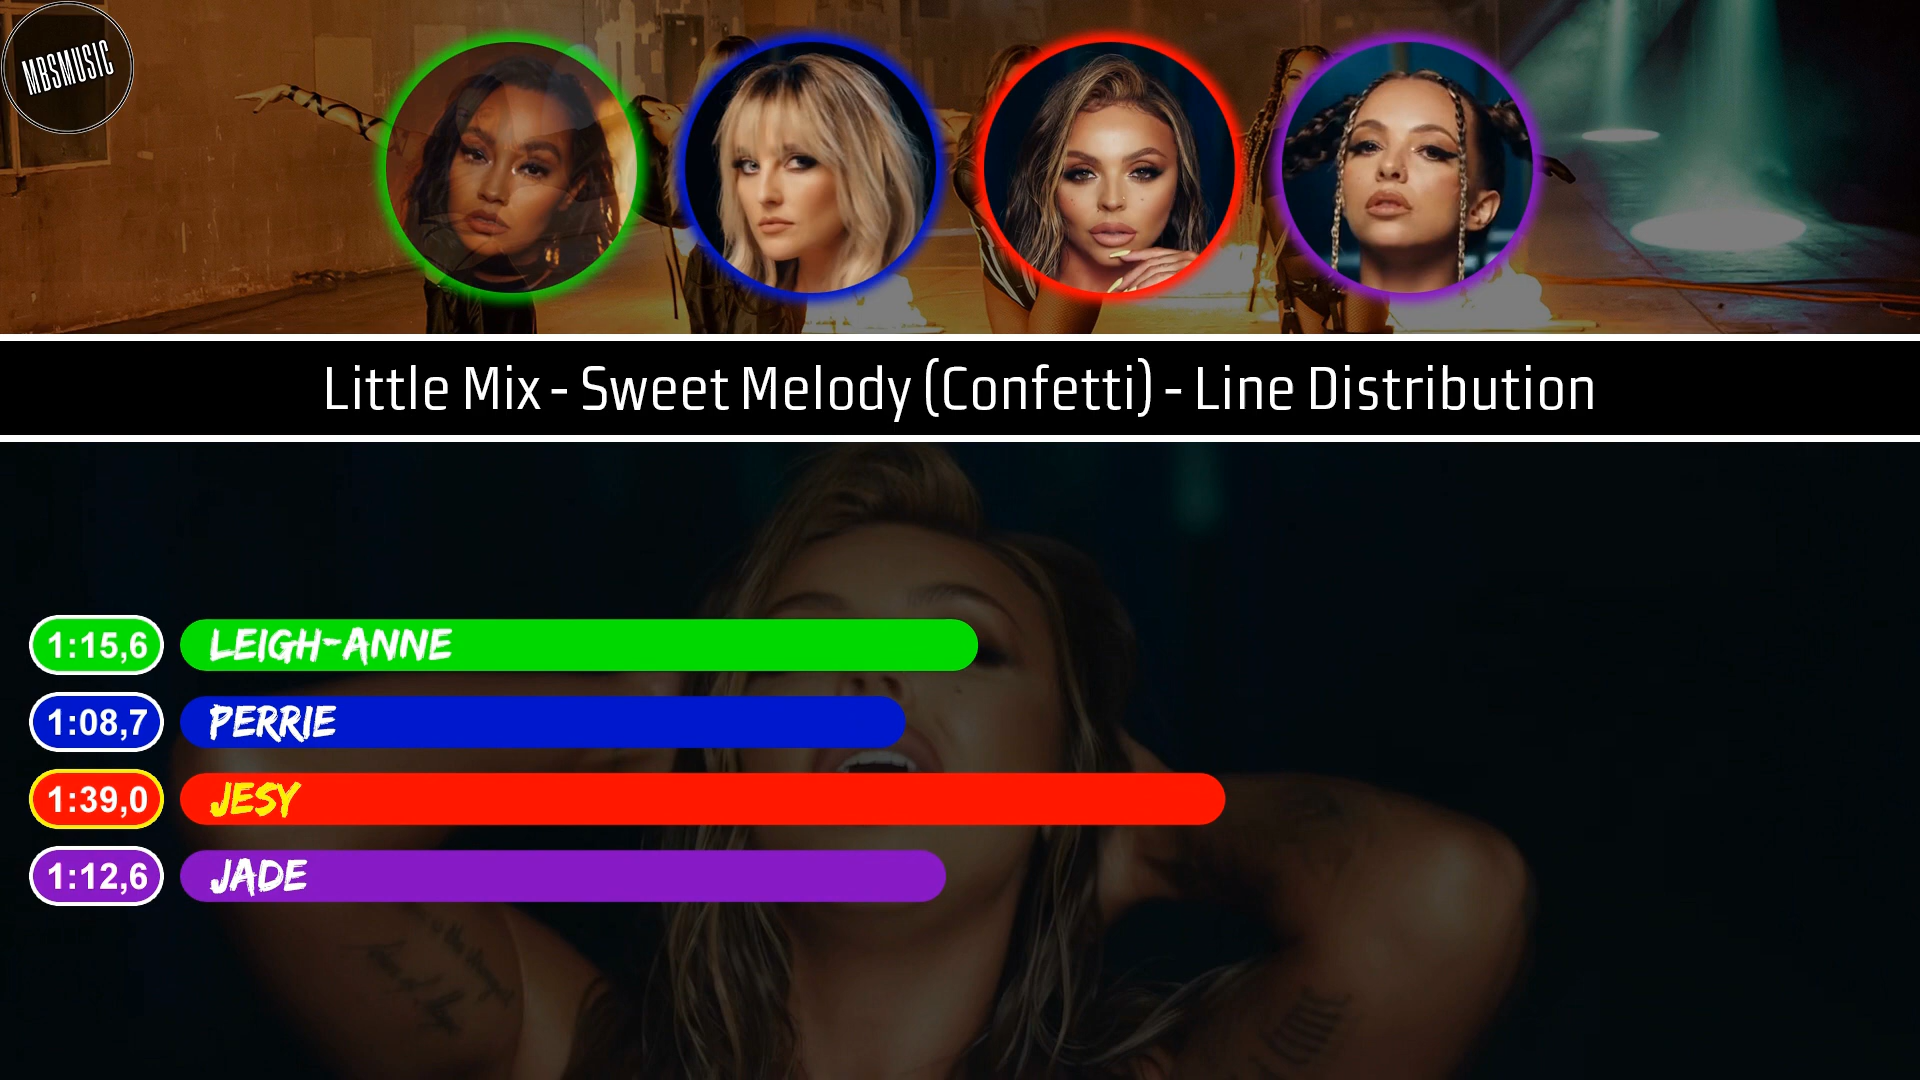 MBSMUSIC
Little Mix - Sweet Melody (Confetti) - Line Distribution
1:15,6 LEIGH-ANNE
1:08,7 PERRIE
1:39,0 JESY
1:12,6 JADE